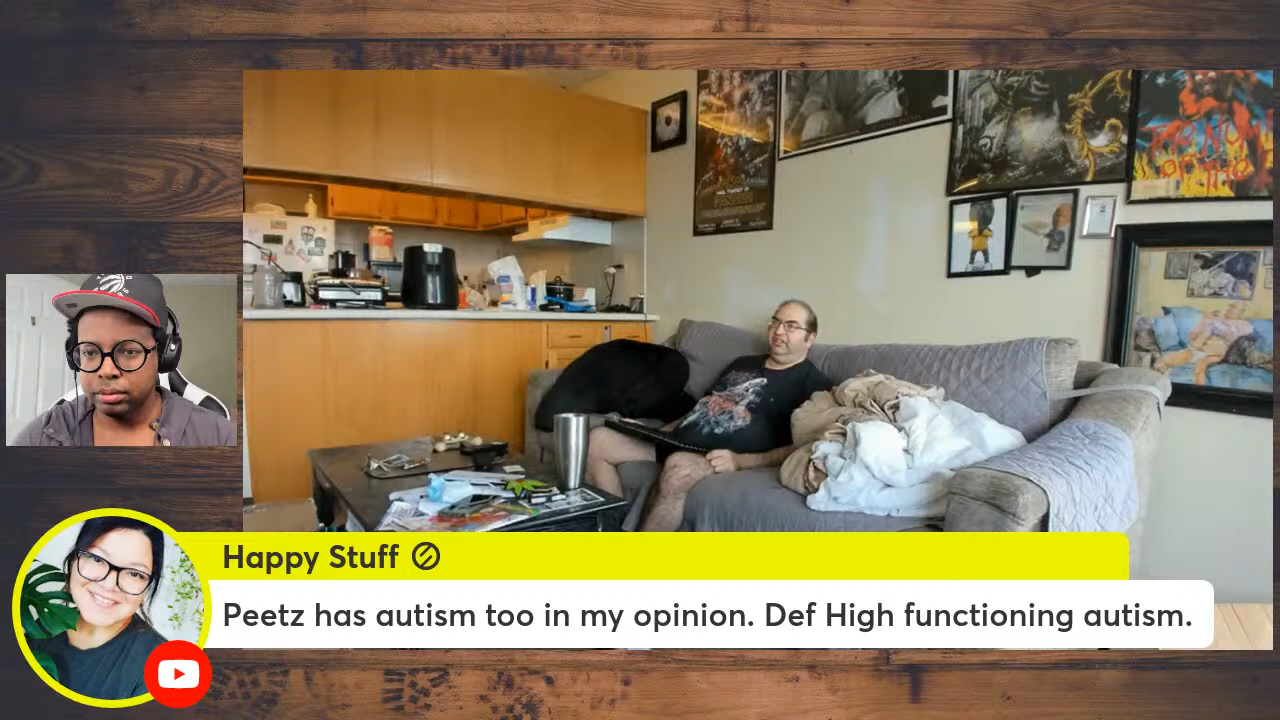 Happy Stuff
Peetz has autism too in my opinion. Def High functioning autism.